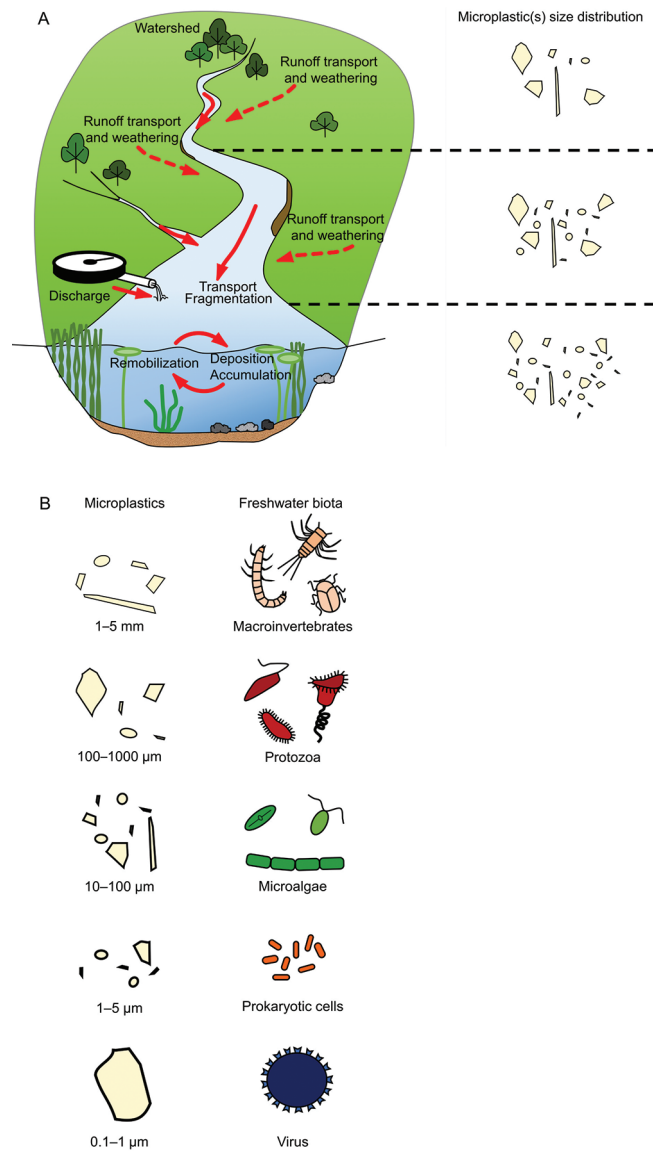 A
Microplastic(s) size distribution
Watershed
Runoff transport
and weathering
Runoff transport
and weathering
Runoff transport
and weathering
Discharge
Transport
Fragmentation
Remobilization
Deposition
Accumulation
B
Microplastics
Freshwater biota
1–5 mm
Macroinvertebrates
100–1000 µm
Protozoa
10–100 µm
Microalgae
1–5 µm
Prokaryotic cells
0.1–1 µm
Virus